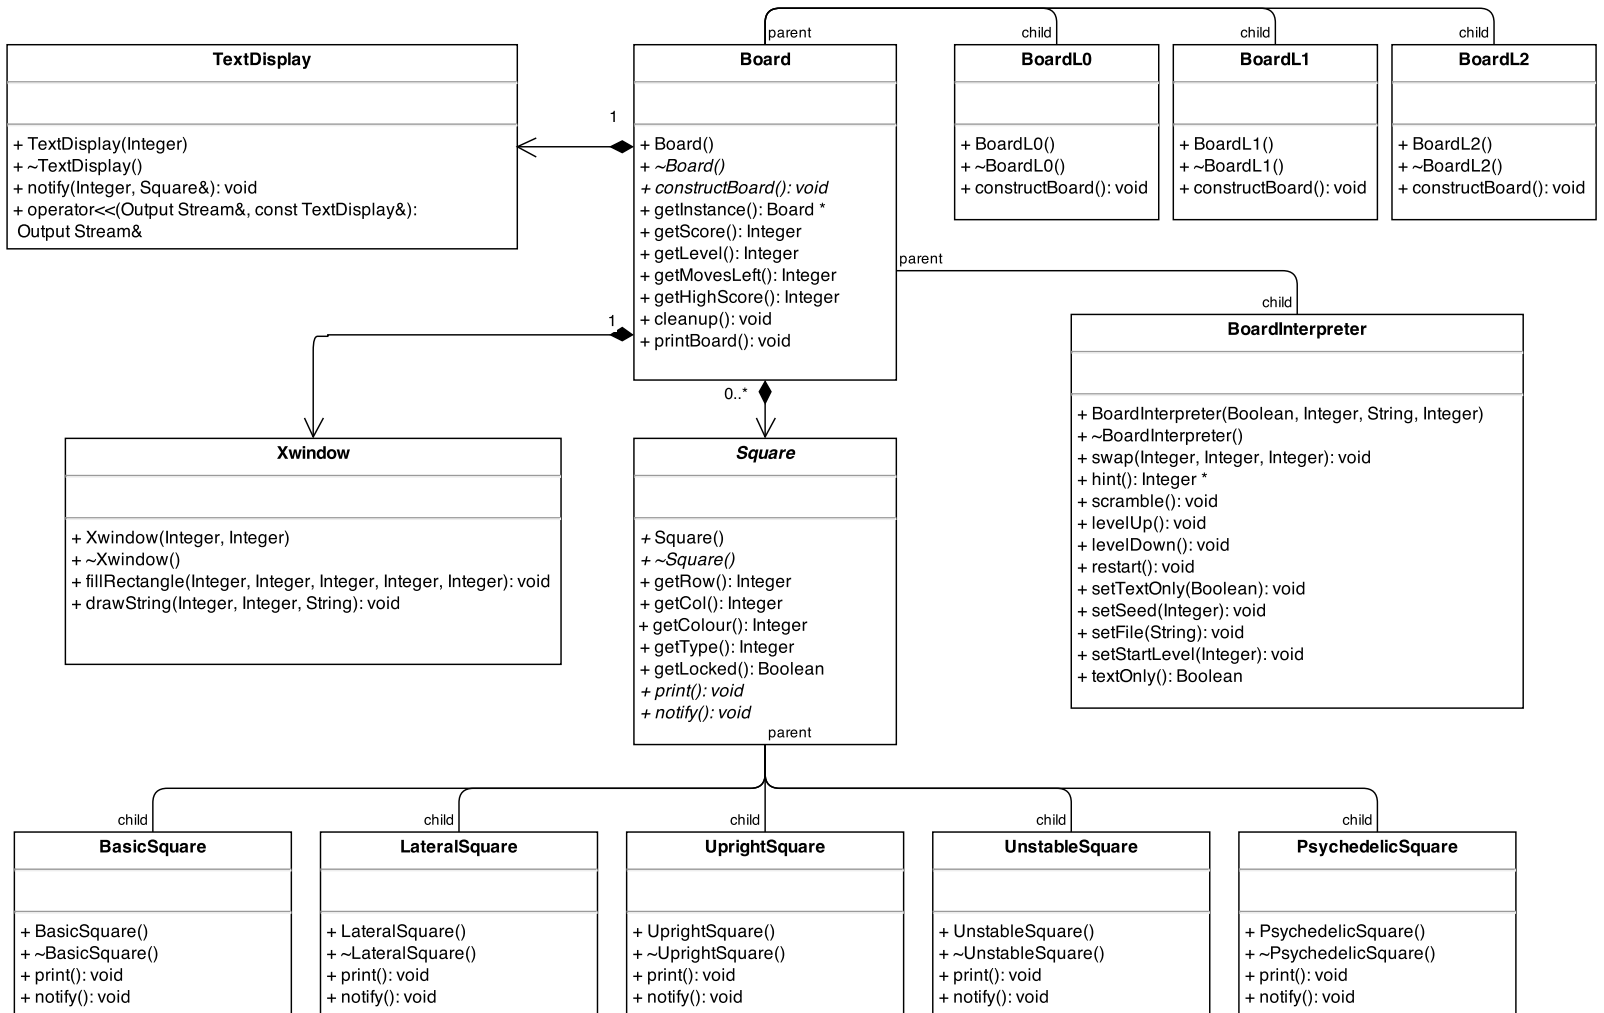 parent
child
child
child
TextDisplay
+ TextDisplay(Integer)
+ ~TextDisplay()
+ notify(Integer, Square&): void
+ operator<<(Output Stream&, const TextDisplay&):
Output Stream&
1
Board
+ Board()
+ ~Board()
+ constructBoard(): void
+ getInstance(): Board *
+ getScore(): Integer
+ getLevel(): Integer
+ getMovesLeft(): Integer
+ getHighScore(): Integer
+ cleanup(): void
+ printBoard(): void
BoardL0
+ BoardL0()
+ ~BoardL0()
+ constructBoard(): void
BoardL1
+ BoardL1()
+ ~BoardL1()
+ constructBoard(): void
BoardL2
+ BoardL2()
+ ~BoardL2()
+ constructBoard(): void
parent
child
1
0..*
Xwindow
+ Xwindow(Integer, Integer)
+ ~Xwindow()
+ fillRectangle(Integer, Integer, Integer, Integer, Integer): void
+ drawString(Integer, Integer, String): void
Square
+ Square()
+ ~Square()
+ getRow(): Integer
+ getCol(): Integer
+ getColour(): Integer
+ getType(): Integer
+ getLocked(): Boolean
+ print(): void
+ notify(): void
parent
BoardInterpreter
+ BoardInterpreter(Boolean, Integer, String, Integer)
+ ~BoardInterpreter()
+ swap(Integer, Integer, Integer): void
+ hint(): Integer *
+ scramble(): void
+ levelUp(): void
+ levelDown(): void
+ restart(): void
+ setTextOnly(Boolean): void
+ setSeed(Integer): void
+ setFile(String): void
+ setStartLevel(Integer): void
+ textOnly(): Boolean
child
child
child
child
child
BasicSquare
+ BasicSquare()
+ ~BasicSquare()
+ print(): void
+ notify(): void
LateralSquare
+ LateralSquare()
+ ~LateralSquare()
+ print(): void
+ notify(): void
UprightSquare
+ UprightSquare()
+ ~UprightSquare()
+ print(): void
+ notify(): void
UnstableSquare
+ UnstableSquare()
+ ~UnstableSquare()
+ print(): void
+ notify(): void
PsychedelicSquare
+ PsychedelicSquare()
+ ~PsychedelicSquare()
+ print(): void
+ notify(): void